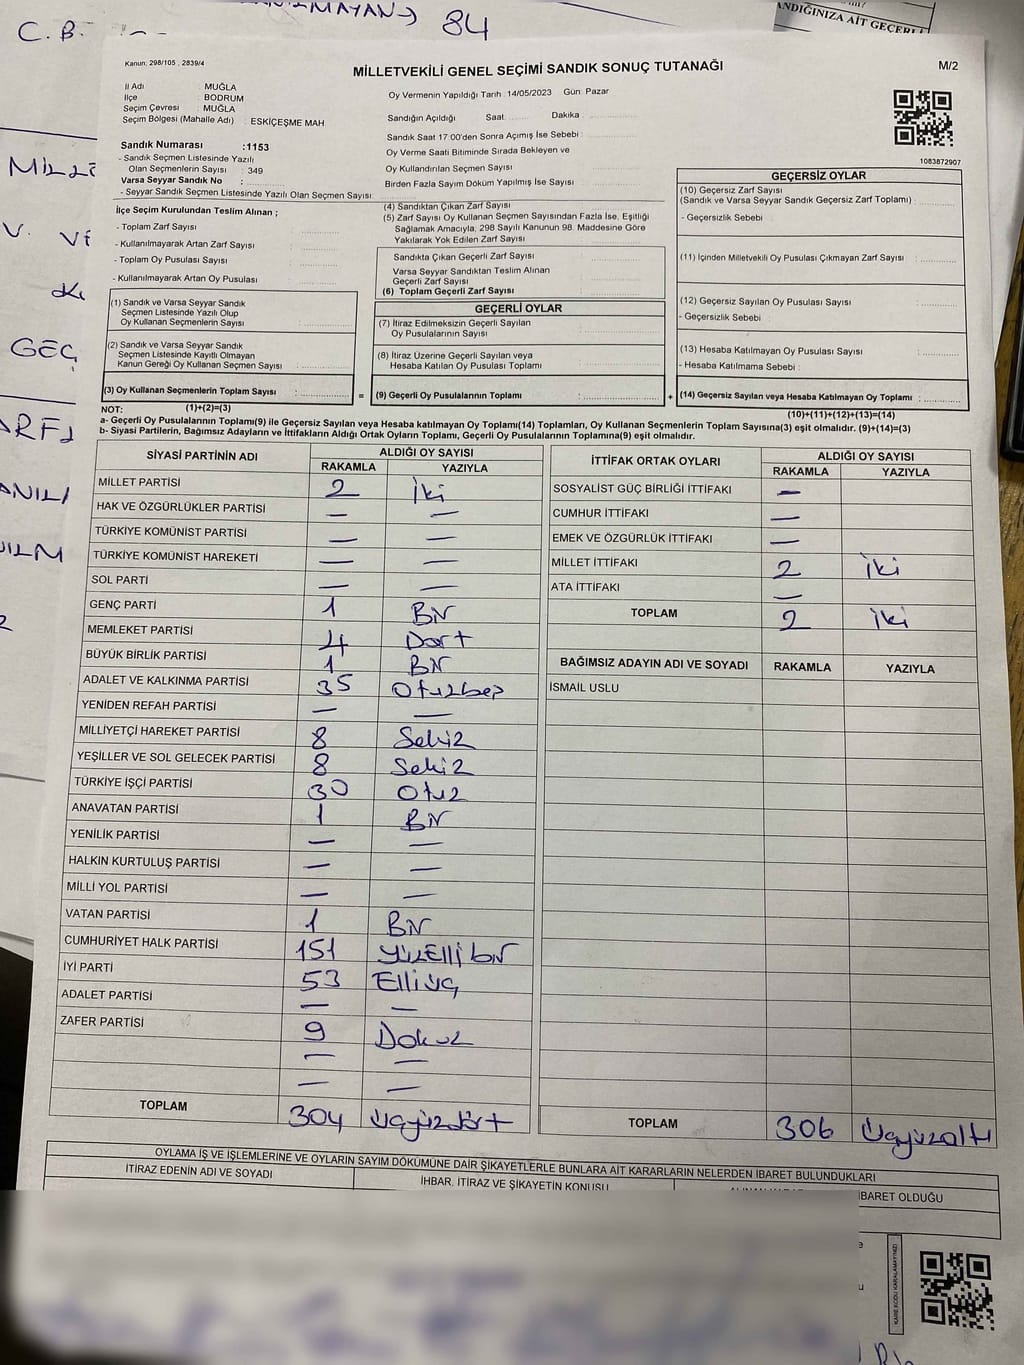 MAYAN→) 84
C.B.
ANDIĞINIZA AİT GEÇERLİ
Kanun: 298/105 , 2839/4
MİLLETVEKİLİ GENEL SEÇİMİ SANDIK SONUÇ TUTANAĞI
M/2
İl Adı MUĞLA
İlçe BODRUM
Seçim Çevresi MUĞLA
Seçim Bölgesi (Mahalle Adı) : ESKİÇEŞME MAH
Oy Vermenin Yapıldığı Tarih : 14/05/2023 Gün: Pazar
Sandığın Açıldığı Saat Dakika
Sandık Saat 17:00'den Sonra Açımış İse Sebebi :
Oy Verme Saati Bitiminde Sırada Bekleyen ve
Oy Kullandırılan Seçmen Sayısı
Birden Fazla Sayım Döküm Yapılmış İse Sayısı
1083872907
Sandık Numarası :1153
- Sandık Seçmen Listesinde Yazılı
Olan Seçmenlerin Sayısı : 349
Varsa Seyyar Sandık No :
- Seyyar Sandık Seçmen Listesinde Yazılı Olan Seçmen Sayısı
İlçe Seçim Kurulundan Teslim Alınan ;
- Toplam Zarf Sayısı
- Kullanılmayarak Artan Zarf Sayısı
- Toplam Oy Pusulası Sayısı
- Kullanılmayarak Artan Oy Pusulası
(1) Sandık ve Varsa Seyyar Sandık
Seçmen Listesinde Yazılı Olup
Oy Kullanan Seçmenlerin Sayısı
(2) Sandık ve Varsa Seyyar Sandık
Seçmen Listesinde Kayıtlı Olmayan
Kanun Gereği Oy Kullanan Seçmen Sayısı :
(3) Oy Kullanan Seçmenlerin Toplam Sayısı :
(4) Sandıktan Çıkan Zarf Sayısı
(5) Zarf Sayısı Oy Kullanan Seçmen Sayısından Fazla İse, Eşitliği
Sağlamak Amacıyla, 298 Sayılı Kanunun 98. Maddesine Göre
Yakılarak Yok Edilen Zarf Sayısı
Sandıkta Çıkan Geçerli Zarf Sayısı
Varsa Seyyar Sandıktan Teslim Alınan
Geçerli Zarf Sayısı
(6) Toplam Geçerli Zarf Sayısı
GEÇERLİ OYLAR
(7) İtiraz Edilmeksizin Geçerli Sayılan
Oy Pusulalarının Sayısı
(8) İtiraz Üzerine Geçerli Sayılan veya
Hesaba Katılan Oy Pusulası Toplamı
= (9) Geçerli Oy Pusulalarının Toplamı :
GEÇERSİZ OYLAR
(10) Geçersiz Zarf Sayısı
(Sandık ve Varsa Seyyar Sandık Geçersiz Zarf Toplamı) :
- Geçersizlik Sebebi :
(11) İçinden Milletvekili Oy Pusulası Çıkmayan Zarf Sayısı :
(12) Geçersiz Sayılan Oy Pusulası Sayısı :
- Geçersizlik Sebebi :
(13) Hesaba Katılmayan Oy Pusulası Sayısı :
- Hesaba Katılmama Sebebi :
+ (14) Geçersiz Sayılan veya Hesaba Katılmayan Oy Toplamı :
NOT: (1)+(2)=(3)
(10)+(11)+(12)+(13)=(14)
a- Geçerli Oy Pusulalarının Toplamı(9) ile Geçersiz Sayılan veya Hesaba katılmayan Oy Toplamı(14) Toplamları, Oy Kullanan Seçmenlerin Toplam Sayısına(3) eşit olmalıdır. (9)+(14)=(3)
b- Siyasi Partilerin, Bağımsız Adayların ve İttifakların Aldığı Ortak Oyların Toplamı, Geçerli Oy Pusulalarının Toplamına(9) eşit olmalıdır.
SİYASİ PARTİNİN ADI ALDIĞI OY SAYISI
RAKAMLA YAZIYLA
MİLLET PARTİSİ 2 İki
HAK VE ÖZGÜRLÜKLER PARTİSİ — —
TÜRKİYE KOMÜNİST PARTİSİ — —
TÜRKİYE KOMÜNİST HAREKETİ — —
SOL PARTİ — —
GENÇ PARTİ 1 Bir
MEMLEKET PARTİSİ 4 Dört
BÜYÜK BİRLİK PARTİSİ 1 Bir
ADALET VE KALKINMA PARTİSİ 35 Otuzbeş
YENİDEN REFAH PARTİSİ — —
MİLLİYETÇİ HAREKET PARTİSİ 8 Sekiz
YEŞİLLER VE SOL GELECEK PARTİSİ 8 Sekiz
TÜRKİYE İŞÇİ PARTİSİ 30 Otuz
ANAVATAN PARTİSİ 1 Bir
YENİLİK PARTİSİ — —
HALKIN KURTULUŞ PARTİSİ — —
MİLLİ YOL PARTİSİ — —
VATAN PARTİSİ 1 Bir
CUMHURİYET HALK PARTİSİ 151 Yüzellibir
İYİ PARTİ 53 Elliüç
ADALET PARTİSİ — —
ZAFER PARTİSİ 9 Dokuz
— —
— —
TOPLAM 304 Üçyüzdört
İTTİFAK ORTAK OYLARI ALDIĞI OY SAYISI
RAKAMLA YAZIYLA
SOSYALİST GÜÇ BİRLİĞİ İTTİFAKI —
CUMHUR İTTİFAKI —
EMEK VE ÖZGÜRLÜK İTTİFAKI —
MİLLET İTTİFAKI 2 İki
ATA İTTİFAKI —
TOPLAM 2 İki
BAĞIMSIZ ADAYIN ADI VE SOYADI RAKAMLA YAZIYLA
İSMAİL USLU
TOPLAM 306 Üçyüzaltı
OYLAMA İŞ VE İŞLEMLERİNE VE OYLARIN SAYIM DÖKÜMÜNE DAİR ŞİKAYETLERLE BUNLARA AİT KARARLARIN NELERDEN İBARET BULUNDUKLARI
İTİRAZ EDENİN ADI VE SOYADI
İHBAR, İTİRAZ VE ŞİKAYETİN KONUSU
İBARET OLDUĞU
KARE KODU KARALAMAYINIZ!
MİLLE
V.
GEÇ
ARFI
ANILI